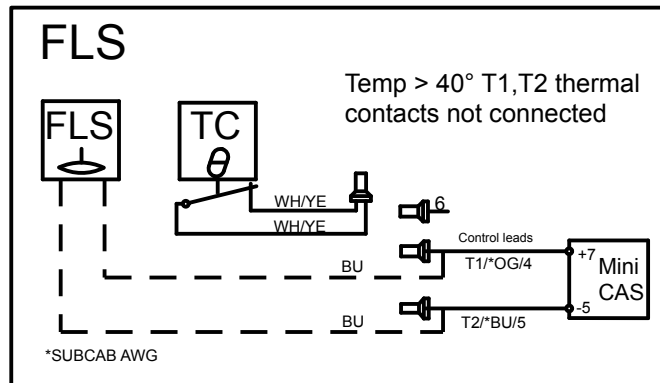 FLS
Temp > 40° T1,T2 thermal
contacts not connected
FLS
TC
WH/YE
WH/YE
6
Control leads
BU
T1/*OG/4
+7
Mini
CAS
BU
T2/*BU/5
-5
*SUBCAB AWG